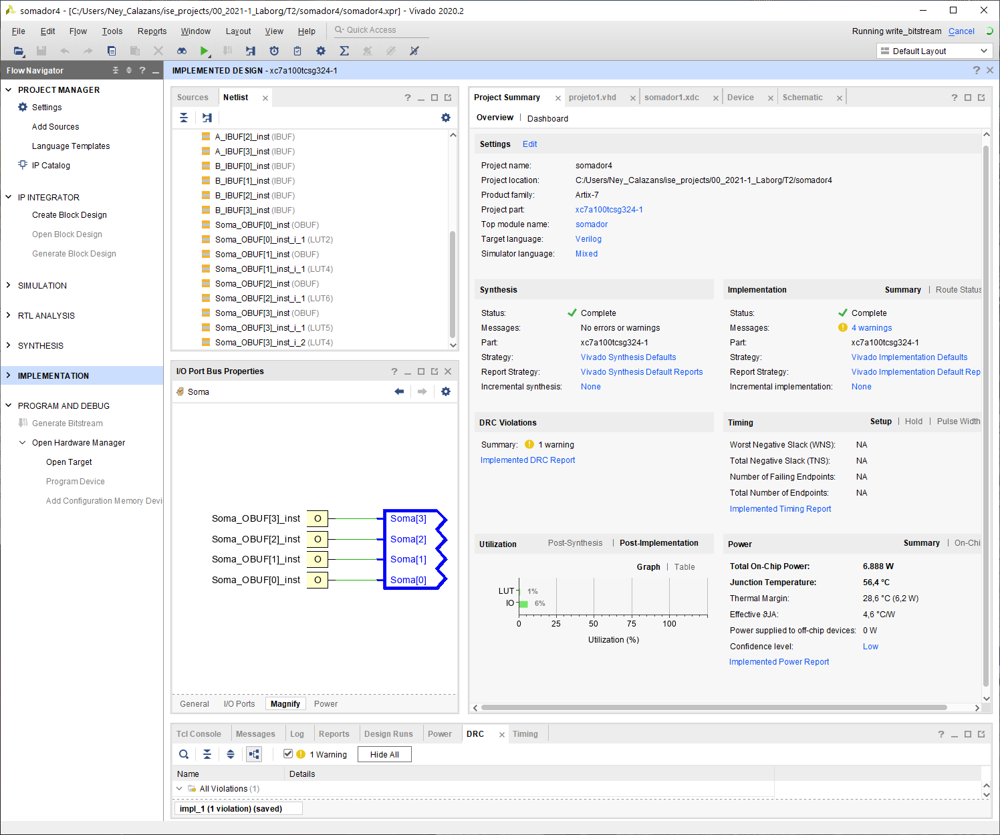 somador4 - [C:/Users/Ney_Calazans/ise_projects/00_2021-1_Laborg/T2/somador4/somador4.xpr] - Vivado 2020.2
File Edit Flow Tools Reports Window Layout View Help Quick Access
Running write_bitstream Cancel
Default Layout
Flow Navigator
PROJECT MANAGER
Settings
Add Sources
Language Templates
IP Catalog
IP INTEGRATOR
Create Block Design
Open Block Design
Generate Block Design
SIMULATION
RTL ANALYSIS
SYNTHESIS
IMPLEMENTATION
PROGRAM AND DEBUG
Generate Bitstream
Open Hardware Manager
Open Target
Program Device
Add Configuration Memory Devi
IMPLEMENTED DESIGN - xc7a100tcsg324-1
Sources Netlist
A_IBUF[2]_inst (IBUF)
A_IBUF[3]_inst (IBUF)
B_IBUF[0]_inst (IBUF)
B_IBUF[1]_inst (IBUF)
B_IBUF[2]_inst (IBUF)
B_IBUF[3]_inst (IBUF)
Soma_OBUF[0]_inst (OBUF)
Soma_OBUF[0]_inst_i_1 (LUT2)
Soma_OBUF[1]_inst (OBUF)
Soma_OBUF[1]_inst_i_1 (LUT4)
Soma_OBUF[2]_inst (OBUF)
Soma_OBUF[2]_inst_i_1 (LUT6)
Soma_OBUF[3]_inst (OBUF)
Soma_OBUF[3]_inst_i_1 (LUT5)
Soma_OBUF[3]_inst_i_2 (LUT4)
I/O Port Bus Properties
Soma
Soma_OBUF[3]_inst O Soma[3]
Soma_OBUF[2]_inst O Soma[2]
Soma_OBUF[1]_inst O Soma[1]
Soma_OBUF[0]_inst O Soma[0]
General I/O Ports Magnify Power
Project Summary projeto1.vhd somador1.xdc Device Schematic
Overview Dashboard
Settings Edit
Project name: somador4
Project location: C:/Users/Ney_Calazans/ise_projects/00_2021-1_Laborg/T2/somador4
Product family: Artix-7
Project part: xc7a100tcsg324-1
Top module name: somador
Target language: Verilog
Simulator language: Mixed
Synthesis
Status: Complete
Messages: No errors or warnings
Part: xc7a100tcsg324-1
Strategy: Vivado Synthesis Defaults
Report Strategy: Vivado Synthesis Default Reports
Incremental synthesis: None
Implementation Summary Route Status
Status: Complete
Messages: 4 warnings
Part: xc7a100tcsg324-1
Strategy: Vivado Implementation Defaults
Report Strategy: Vivado Implementation Default Rep
Incremental implementation: None
DRC Violations
Summary: 1 warning
Implemented DRC Report
Timing Setup Hold Pulse Width
Worst Negative Slack (WNS): NA
Total Negative Slack (TNS): NA
Number of Failing Endpoints: NA
Total Number of Endpoints: NA
Implemented Timing Report
Utilization Post-Synthesis Post-Implementation
Graph Table
LUT 1%
IO 6%
0 25 50 75 100
Utilization (%)
Power Summary On-Chi
Total On-Chip Power: 6.888 W
Junction Temperature: 56,4 °C
Thermal Margin: 28,6 °C (6,2 W)
Effective ϑJA: 4,6 °C/W
Power supplied to off-chip devices: 0 W
Confidence level: Low
Implemented Power Report
Tcl Console Messages Log Reports Design Runs Power DRC Timing
1 Warning Hide All
Name Details
All Violations (1)
impl_1 (1 violation) (saved)